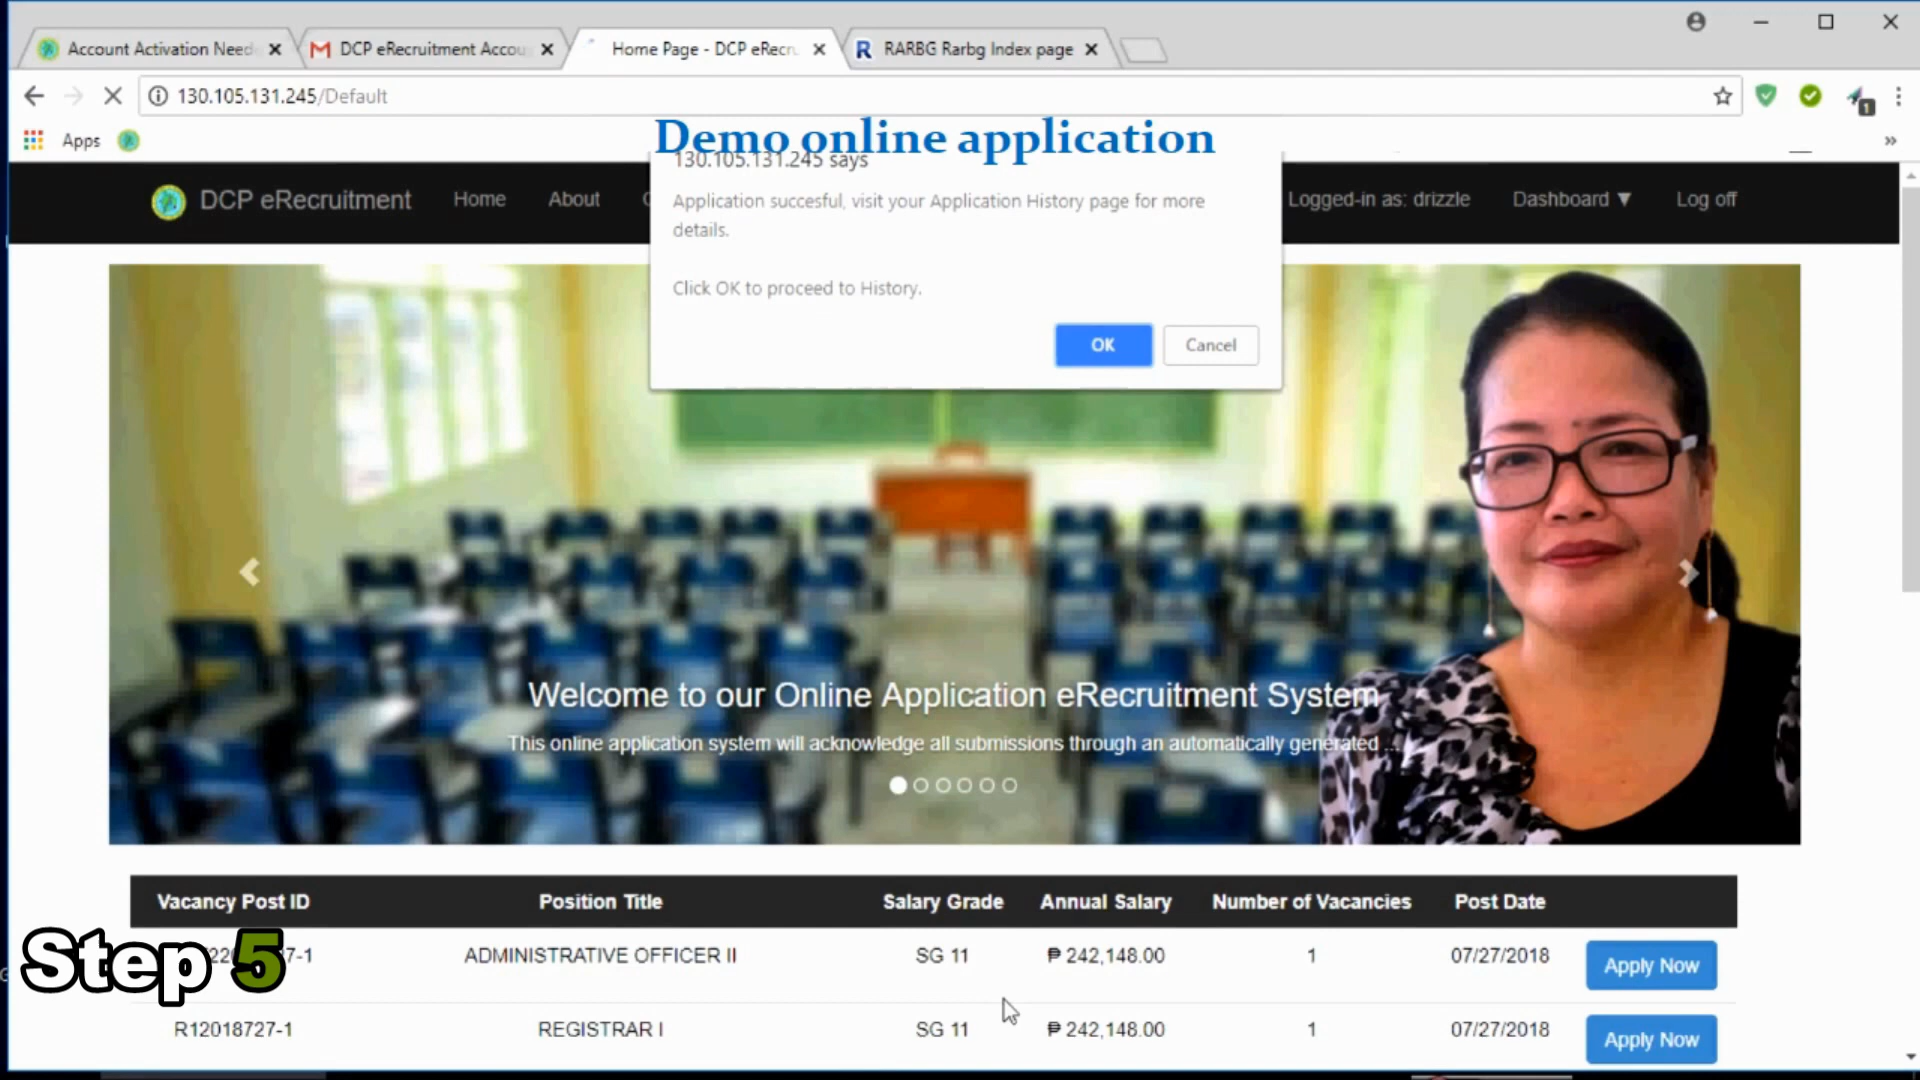 Account Activation Neede
DCP eRecruitment Accou
Home Page - DCP eRecru
RARBG Rarbg Index page
130.105.131.245/Default
1
Apps
Demo online application
130.105.131.245 says
Application succesful, visit your Application History page for more
details.
Click OK to proceed to History.
OK
Cancel
DCP eRecruitment
Home
About
Logged-in as: drizzle
Dashboard ▼
Log off
Welcome to our Online Application eRecruitment System
This online application system will acknowledge all submissions through an automatically generated ...
Vacancy Post ID Position Title Salary Grade Annual Salary Number of Vacancies Post Date
7-1 ADMINISTRATIVE OFFICER II SG 11 ₱ 242,148.00 1 07/27/2018 Apply Now
Step 5
R12018727-1 REGISTRAR I SG 11 ₱ 242,148.00 1 07/27/2018 Apply Now